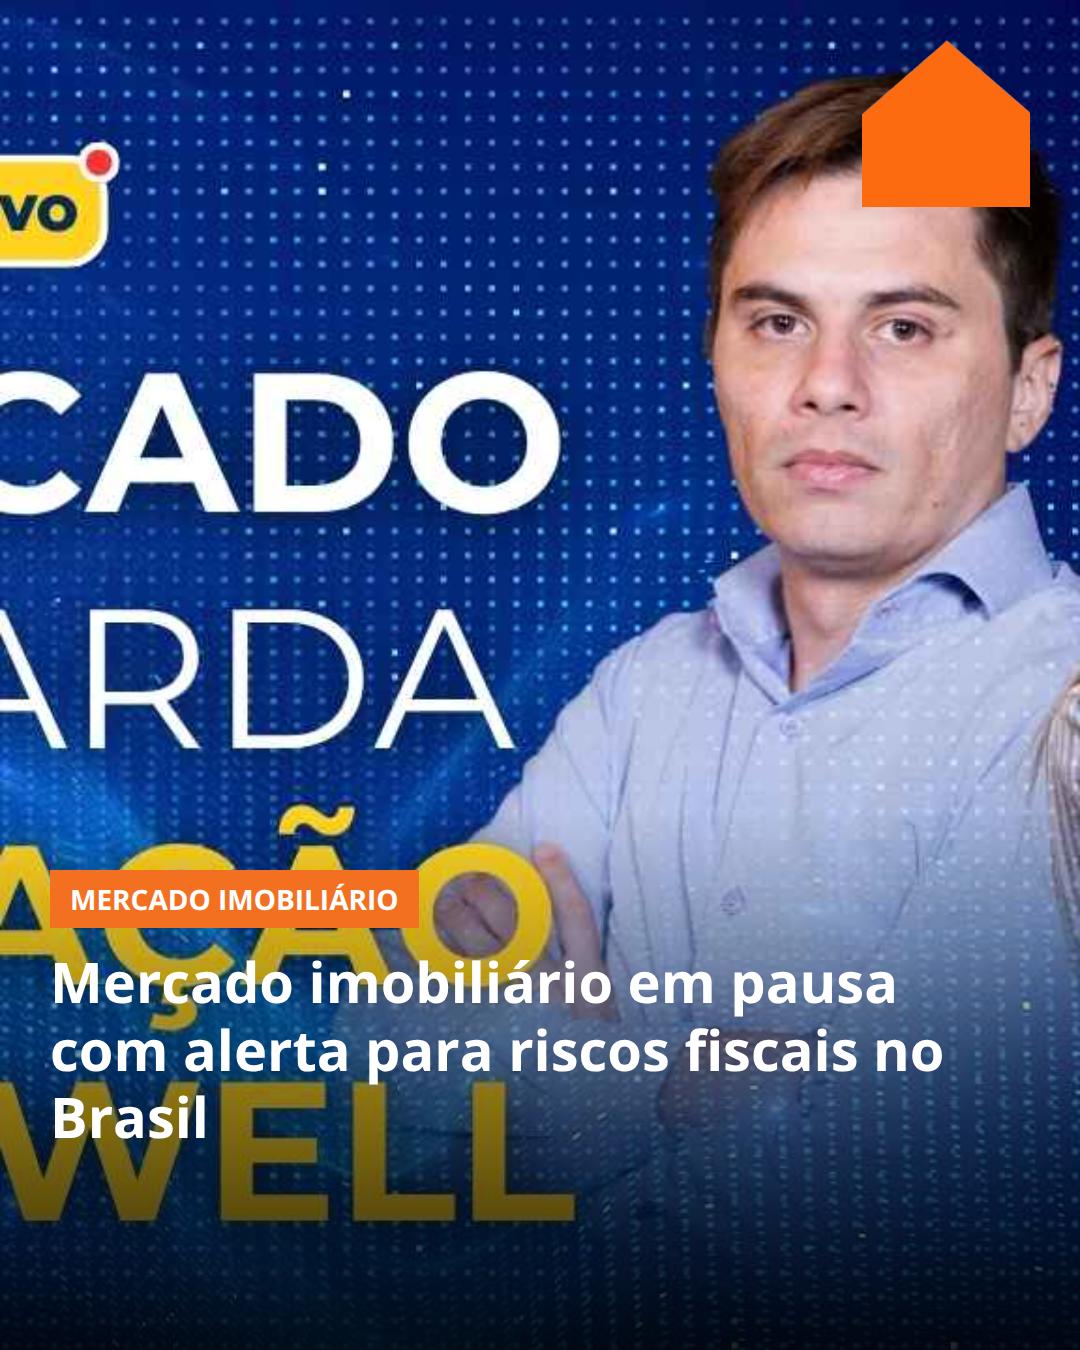 VO
CADO
ARDA
AÇÃO
MERCADO IMOBILIÁRIO
Mercado imobiliário em pausa
com alerta para riscos fiscais no
Brasil
WELL